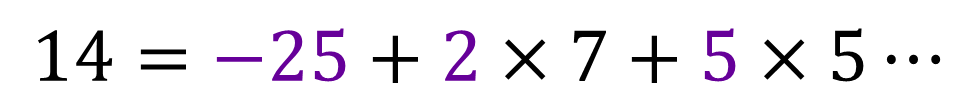 14 = −25 + 2 × 7 + 5 × 5 ⋯